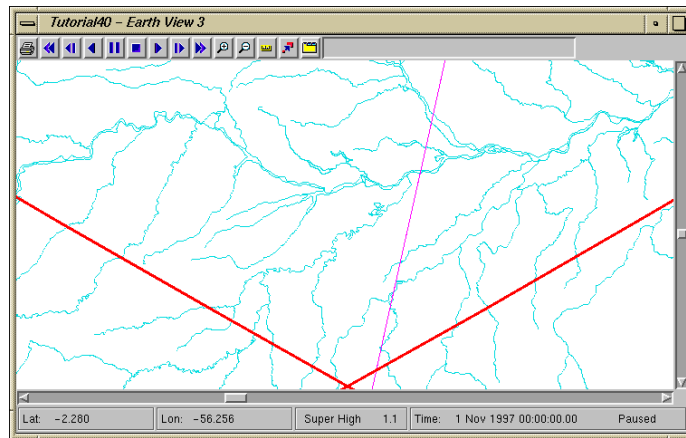 Tutorial40 – Earth View 3
Lat: -2.280 Lon: -56.256 Super High 1.1 Time: 1 Nov 1997 00:00:00.00 Paused